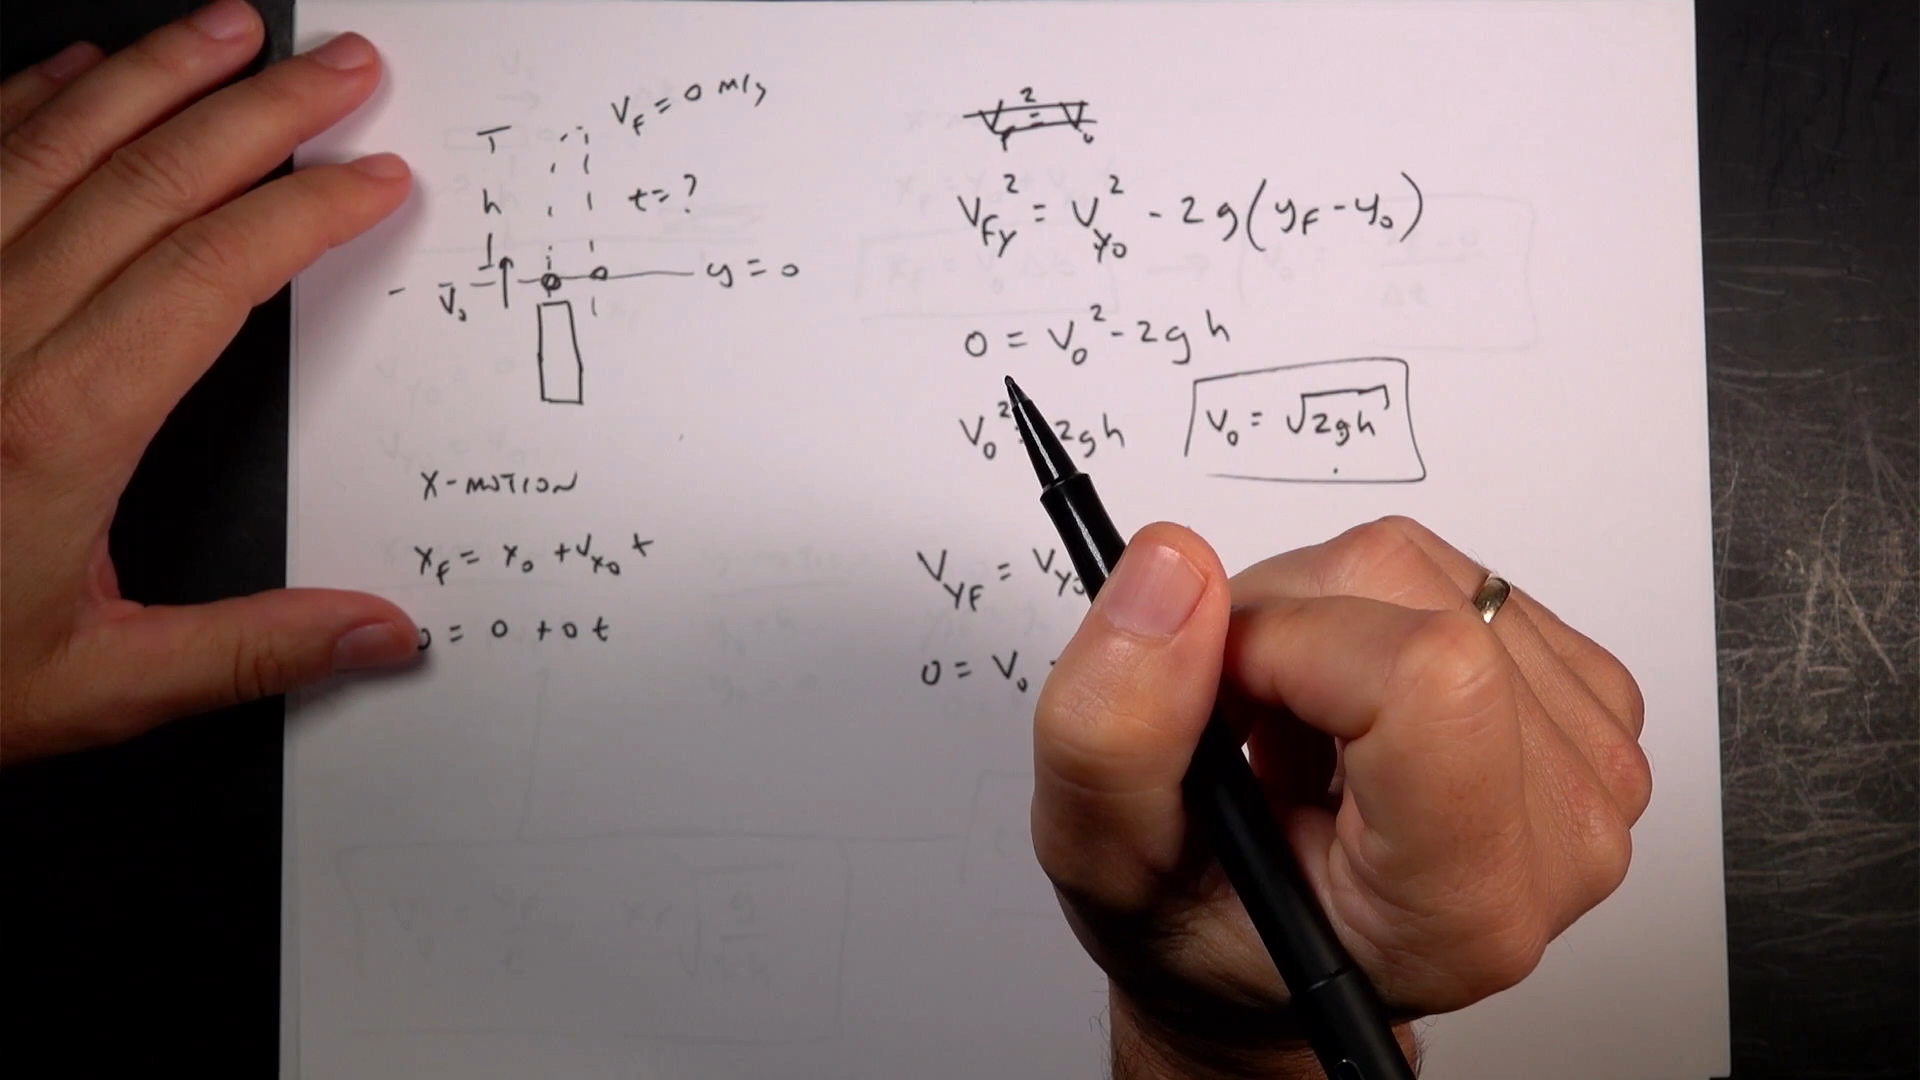 V_F = 0 m/s
h
t = ?
V_0
y = 0
X-MOTION
x_F = x_0 + V_x0 t
0 = 0 + 0 t
V_F^2 = V_0
V_Fy^2 = V_y0^2 - 2g(y_F - y_0)
0 = V_0^2 - 2gh
V_0^2 = 2gh
V_0 = √2gh
V_YF = V_Y0
0 = V_0 -